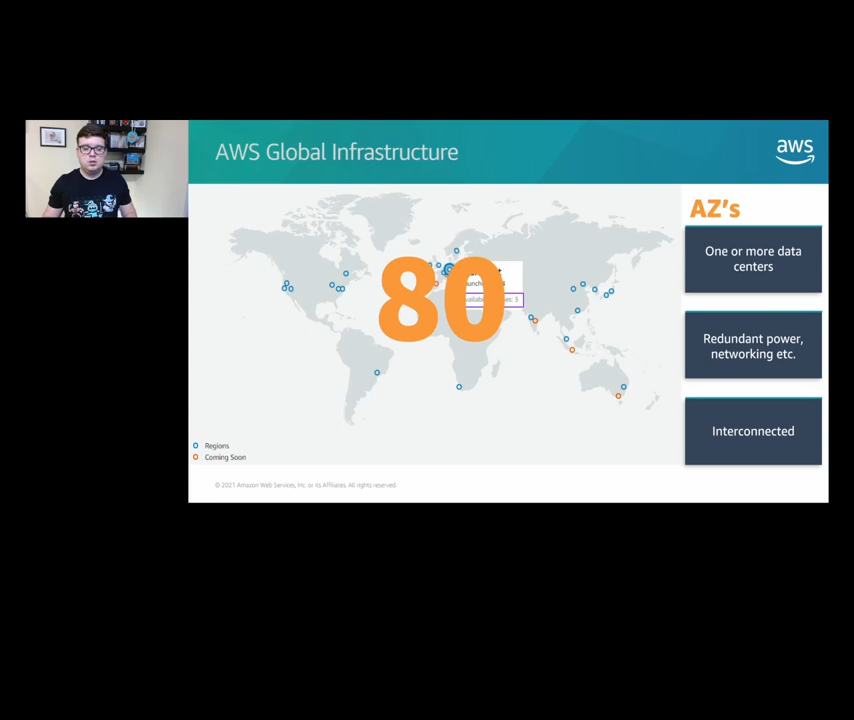 AWS Global Infrastructure
aws
AZ's
One or more data
centers
80
Redundant power,
networking etc.
Interconnected
Regions
Coming Soon
© 2021 Amazon Web Services, Inc. or its Affiliates. All rights reserved.